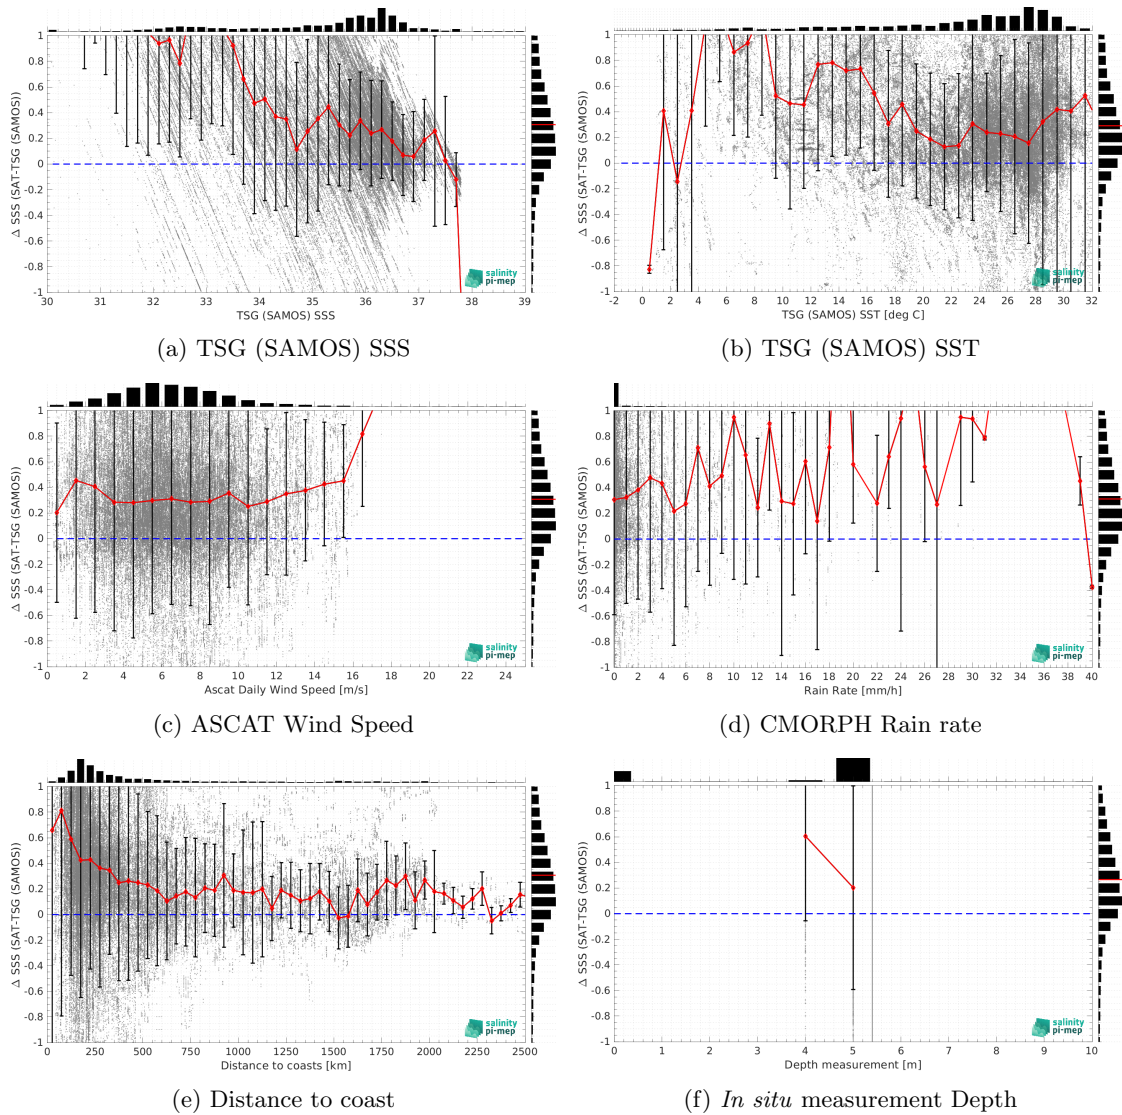 1
0.8
0.6
0.4
0.2
0
-0.2
-0.4
-0.6
-0.8
-1
Δ SSS (SAT-TSG (SAMOS))
30 31 32 33 34 35 36 37 38 39
TSG (SAMOS) SSS
salinity
pi-mep
(a) TSG (SAMOS) SSS
1
0.8
0.6
0.4
0.2
0
-0.2
-0.4
-0.6
-0.8
-1
Δ SSS (SAT-TSG (SAMOS))
-2 0 2 4 6 8 10 12 14 16 18 20 22 24 26 28 30 32
TSG (SAMOS) SST [deg C]
salinity
pi-mep
(b) TSG (SAMOS) SST
1
0.8
0.6
0.4
0.2
0
-0.2
-0.4
-0.6
-0.8
-1
Δ SSS (SAT-TSG (SAMOS))
0 2 4 6 8 10 12 14 16 18 20 22 24
Ascat Daily Wind Speed [m/s]
salinity
pi-mep
(c) ASCAT Wind Speed
1
0.8
0.6
0.4
0.2
0
-0.2
-0.4
-0.6
-0.8
-1
Δ SSS (SAT-TSG (SAMOS))
0 2 4 6 8 10 12 14 16 18 20 22 24 26 28 30 32 34 36 38 40
Rain Rate [mm/h]
salinity
pi-mep
(d) CMORPH Rain rate
1
0.8
0.6
0.4
0.2
0
-0.2
-0.4
-0.6
-0.8
-1
Δ SSS (SAT-TSG (SAMOS))
0 250 500 750 1000 1250 1500 1750 2000 2250 2500
Distance to coasts [km]
salinity
pi-mep
(e) Distance to coast
1
0.8
0.6
0.4
0.2
0
-0.2
-0.4
-0.6
-0.8
-1
Δ SSS (SAT-TSG (SAMOS))
0 1 2 3 4 5 6 7 8 9 10
Depth measurement [m]
salinity
pi-mep
(f) In situ measurement Depth